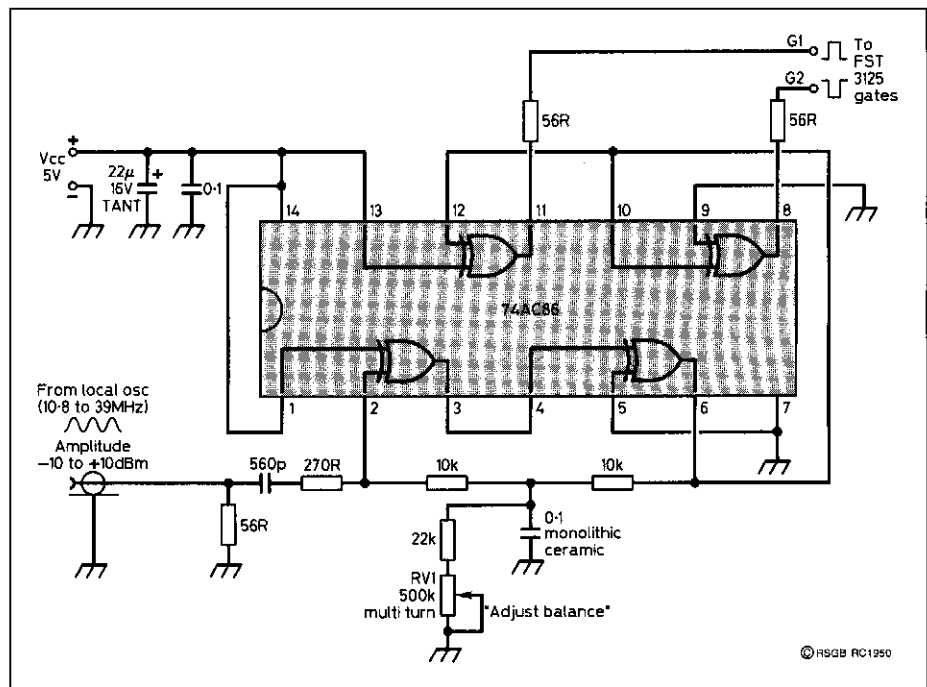 G1
To
FST
G2
3125
gates
56R
56R
+
Vcc
5V
−
22µ
16V
TANT
+
0·1
14
13
12
11
10
9
8
74AC86
From local osc
(10·8 to 39MHz)
Amplitude
−10 to +10dBm
1
2
3
4
5
6
7
560p
270R
10k
10k
56R
22k
0·1
monolithic
ceramic
RV1
500k
multi turn
"Adjust balance"
© RSGB RC1950